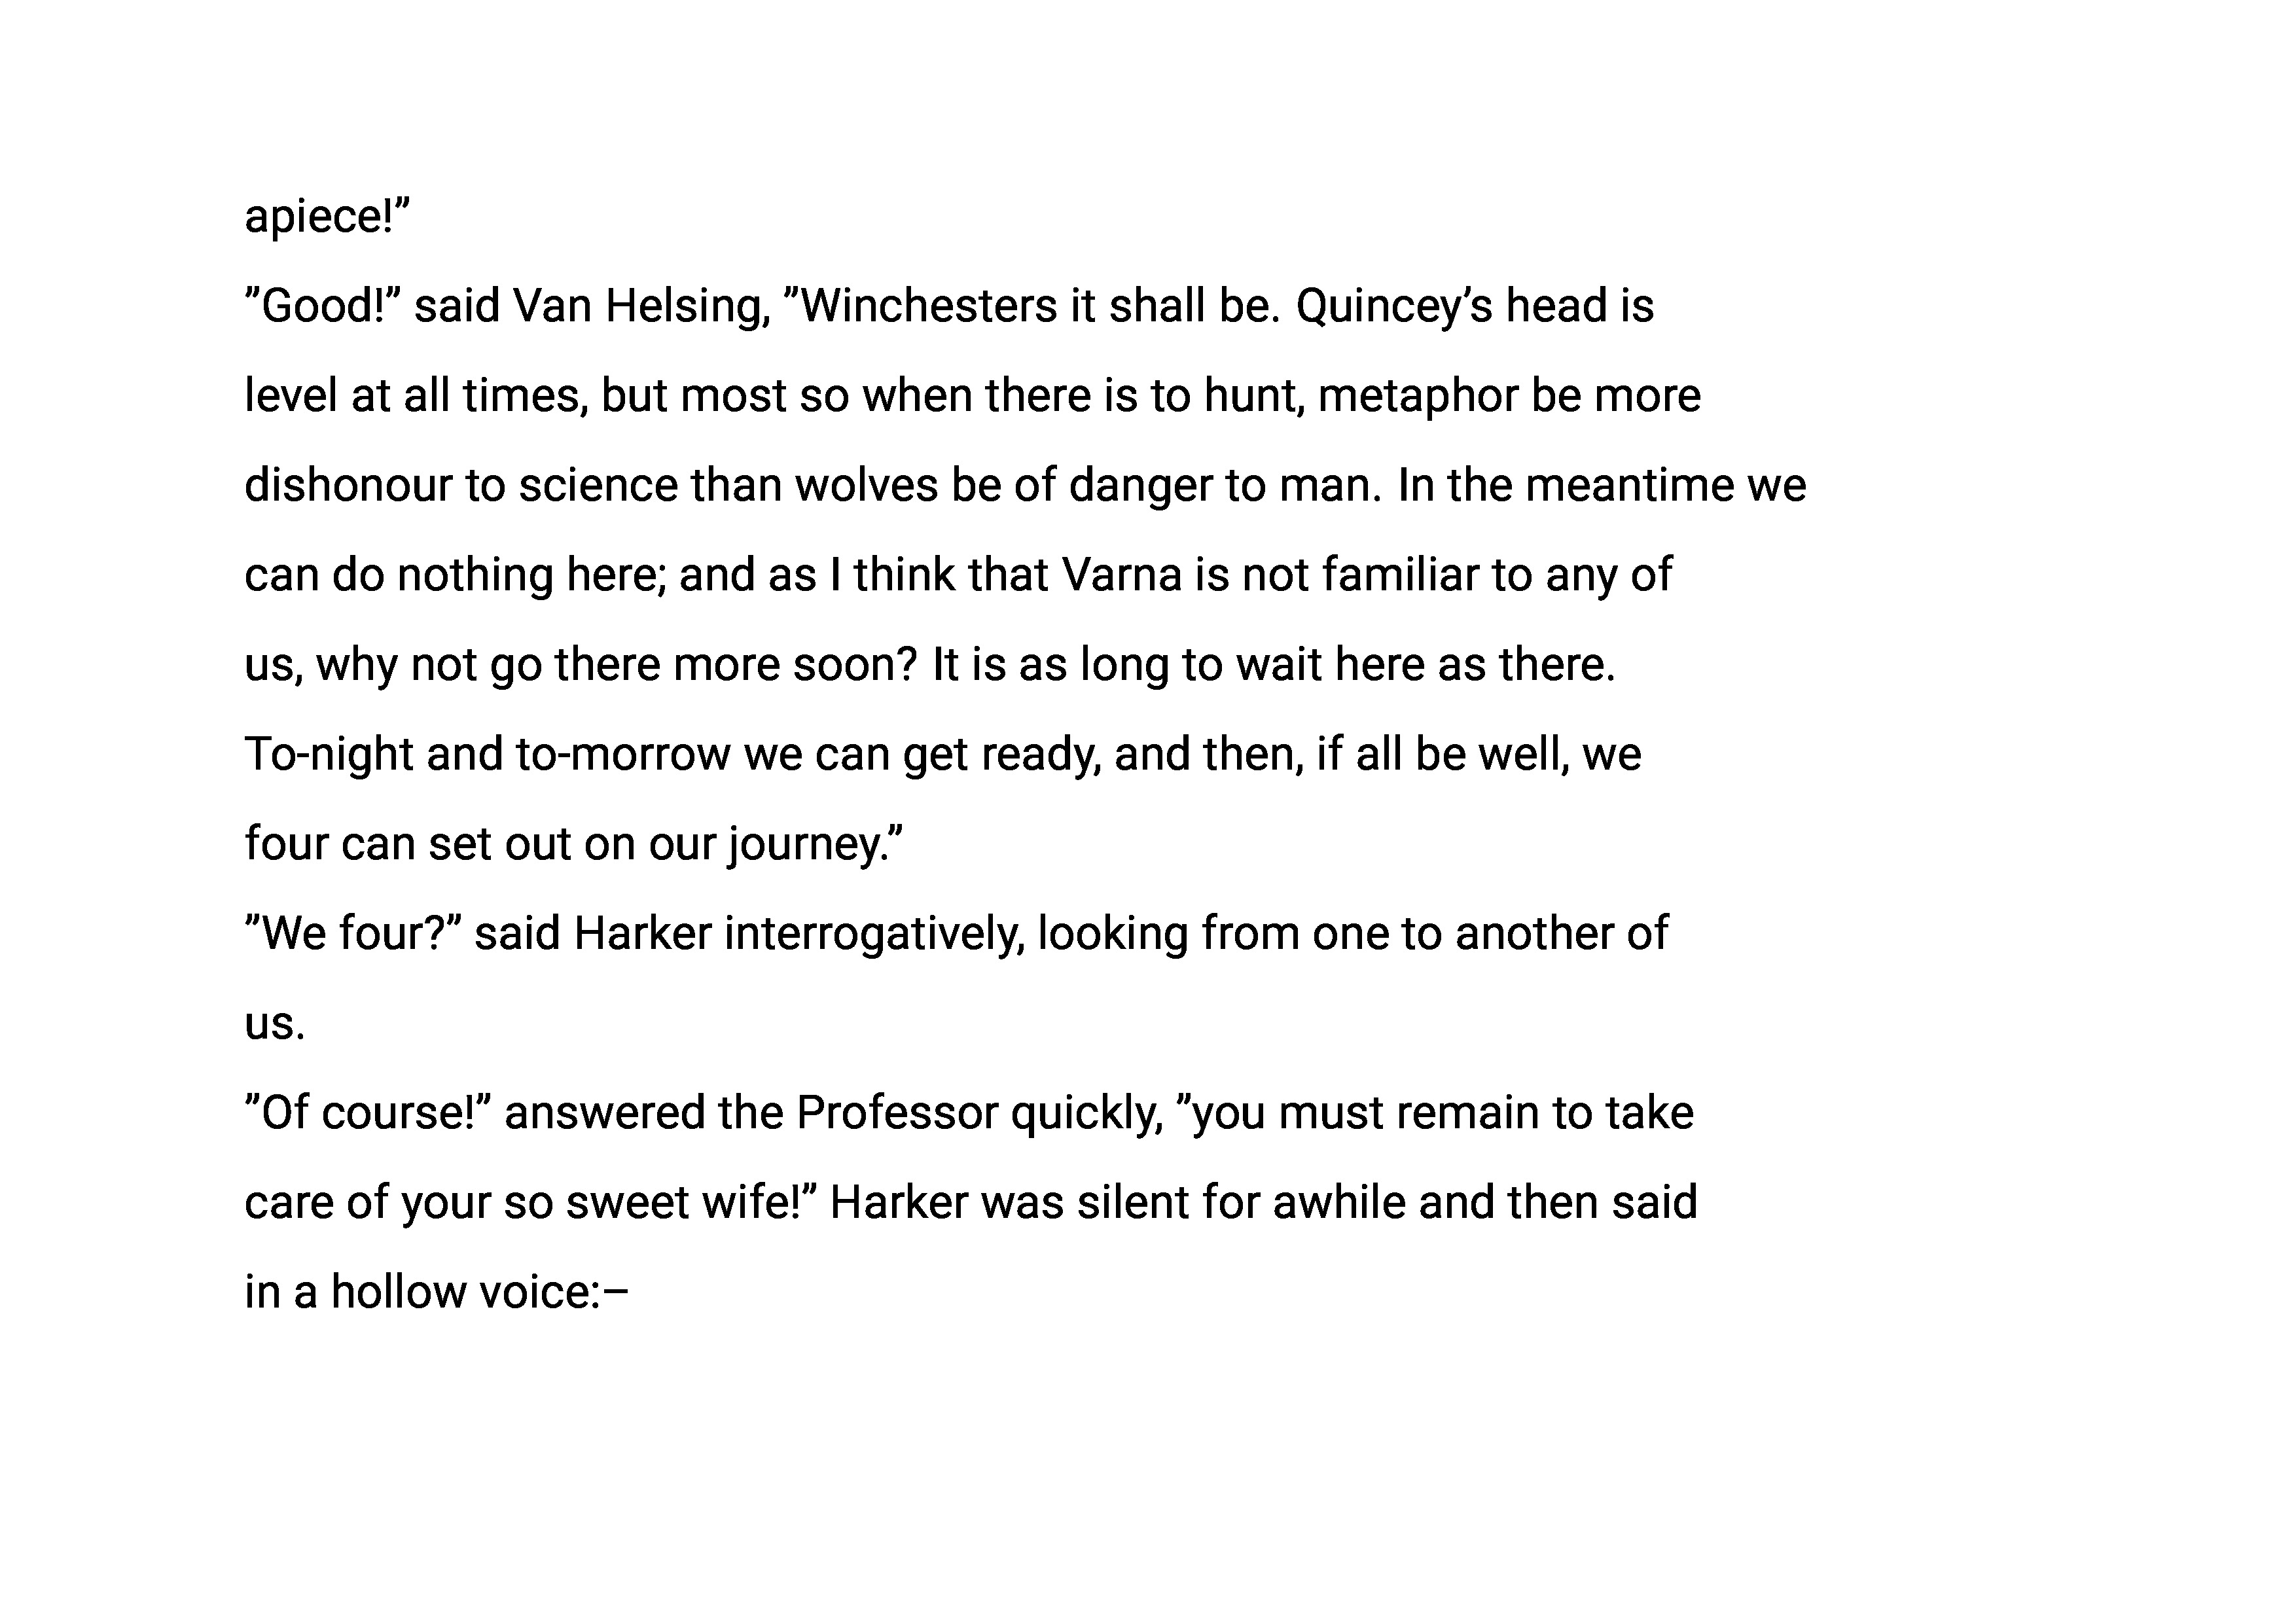 apiece!”
”Good!” said Van Helsing, ”Winchesters it shall be. Quincey’s head is
level at all times, but most so when there is to hunt, metaphor be more
dishonour to science than wolves be of danger to man. In the meantime we
can do nothing here; and as I think that Varna is not familiar to any of
us, why not go there more soon? It is as long to wait here as there.
To-night and to-morrow we can get ready, and then, if all be well, we
four can set out on our journey.”
”We four?” said Harker interrogatively, looking from one to another of
us.
”Of course!” answered the Professor quickly, ”you must remain to take
care of your so sweet wife!” Harker was silent for awhile and then said
in a hollow voice:–